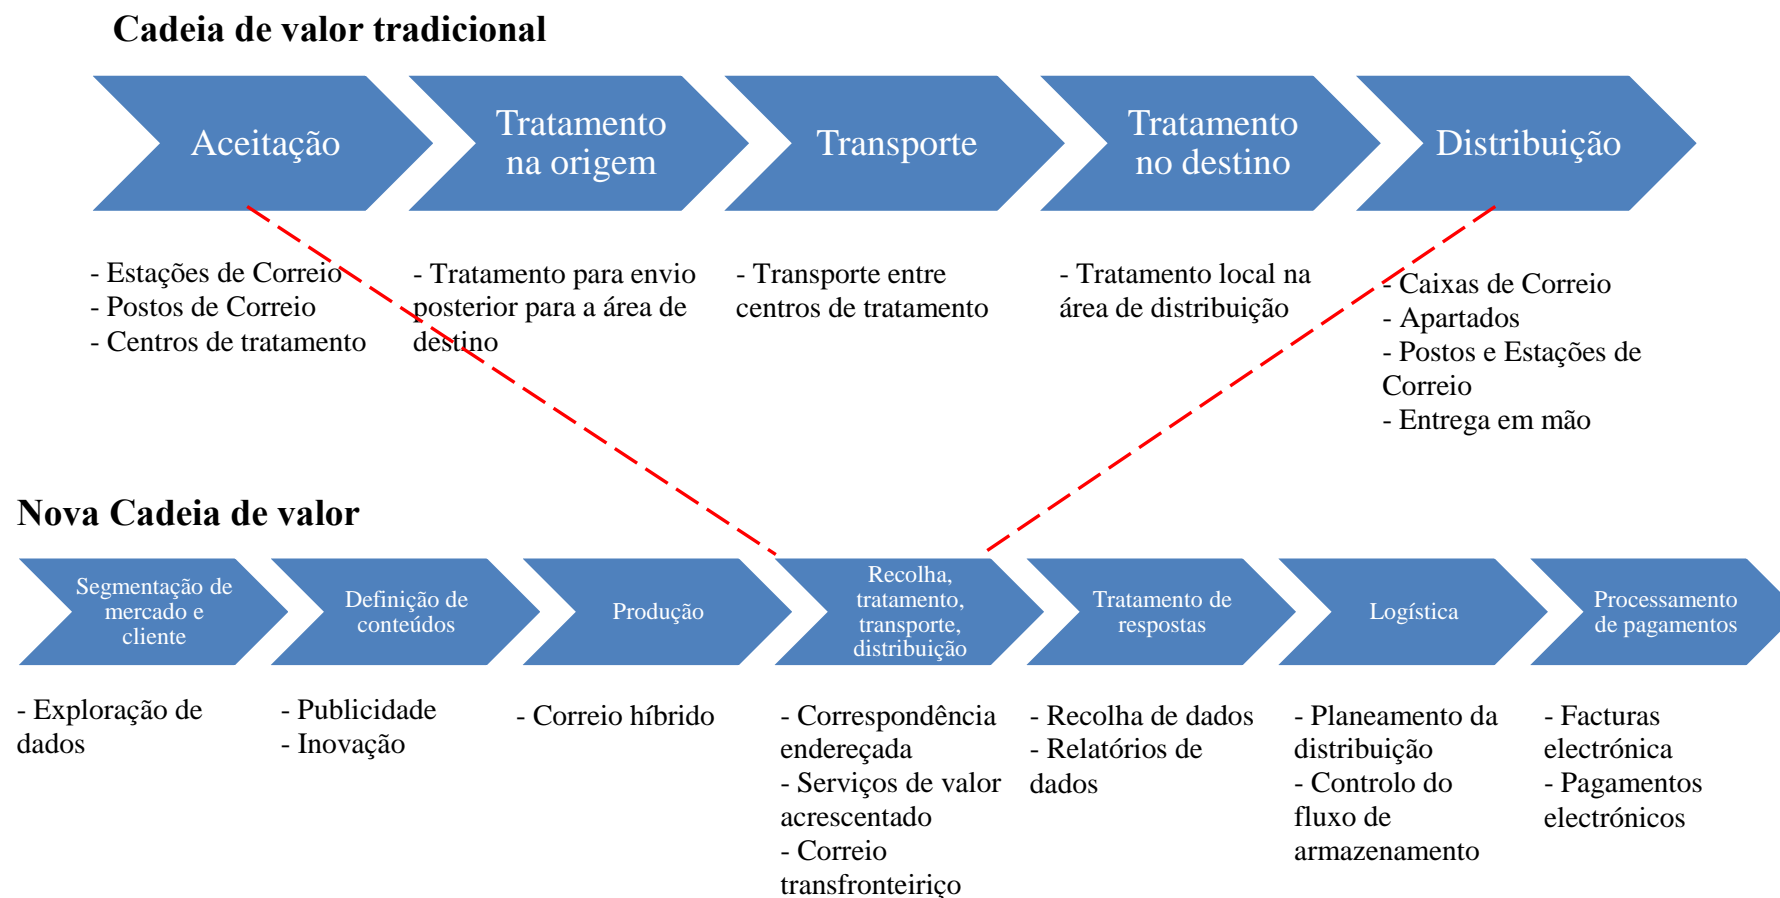 Cadeia de valor tradicional
Aceitação
Tratamento
na origem
Transporte
Tratamento
no destino
Distribuição
- Estações de Correio
- Postos de Correio
- Centros de tratamento
- Tratamento para envio
posterior para a área de
destino
- Transporte entre
centros de tratamento
- Tratamento local na
área de distribuição
- Caixas de Correio
- Apartados
- Postos e Estações de
Correio
- Entrega em mão
Nova Cadeia de valor
Segmentação de
mercado e
cliente
Definição de
conteúdos
Produção
Recolha,
tratamento,
transporte,
distribuição
Tratamento de
respostas
Logística
Processamento
de pagamentos
- Exploração de
dados
- Publicidade
- Inovação
- Correio híbrido
- Correspondência
endereçada
- Serviços de valor
acrescentado
- Correio
transfronteiriço
- Recolha de dados
- Relatórios de
dados
- Planeamento da
distribuição
- Controlo do
fluxo de
armazenamento
- Facturas
electrónica
- Pagamentos
electrónicos